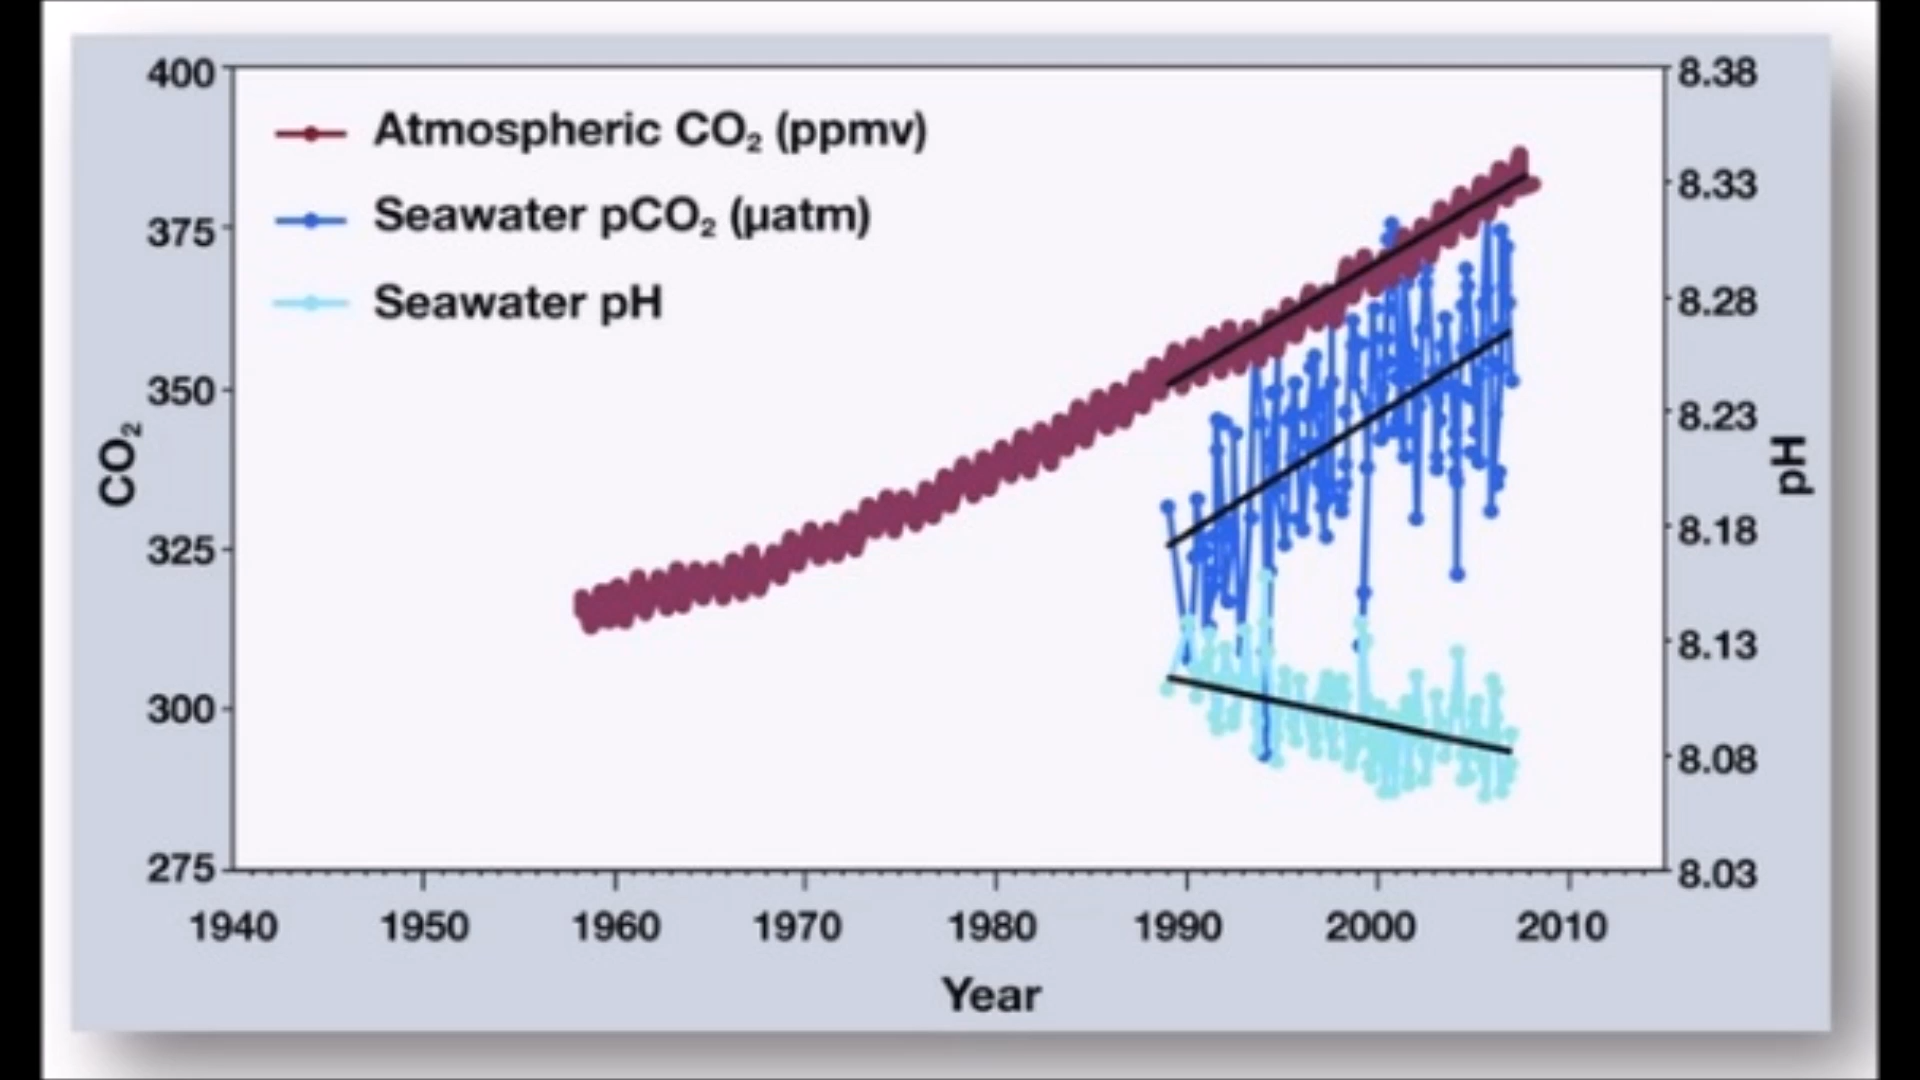 400
375
350
325
300
275
CO₂
Atmospheric CO₂ (ppmv)
Seawater pCO₂ (µatm)
Seawater pH
8.38
8.33
8.28
8.23
8.18
8.13
8.08
8.03
pH
1940 1950 1960 1970 1980 1990 2000 2010
Year